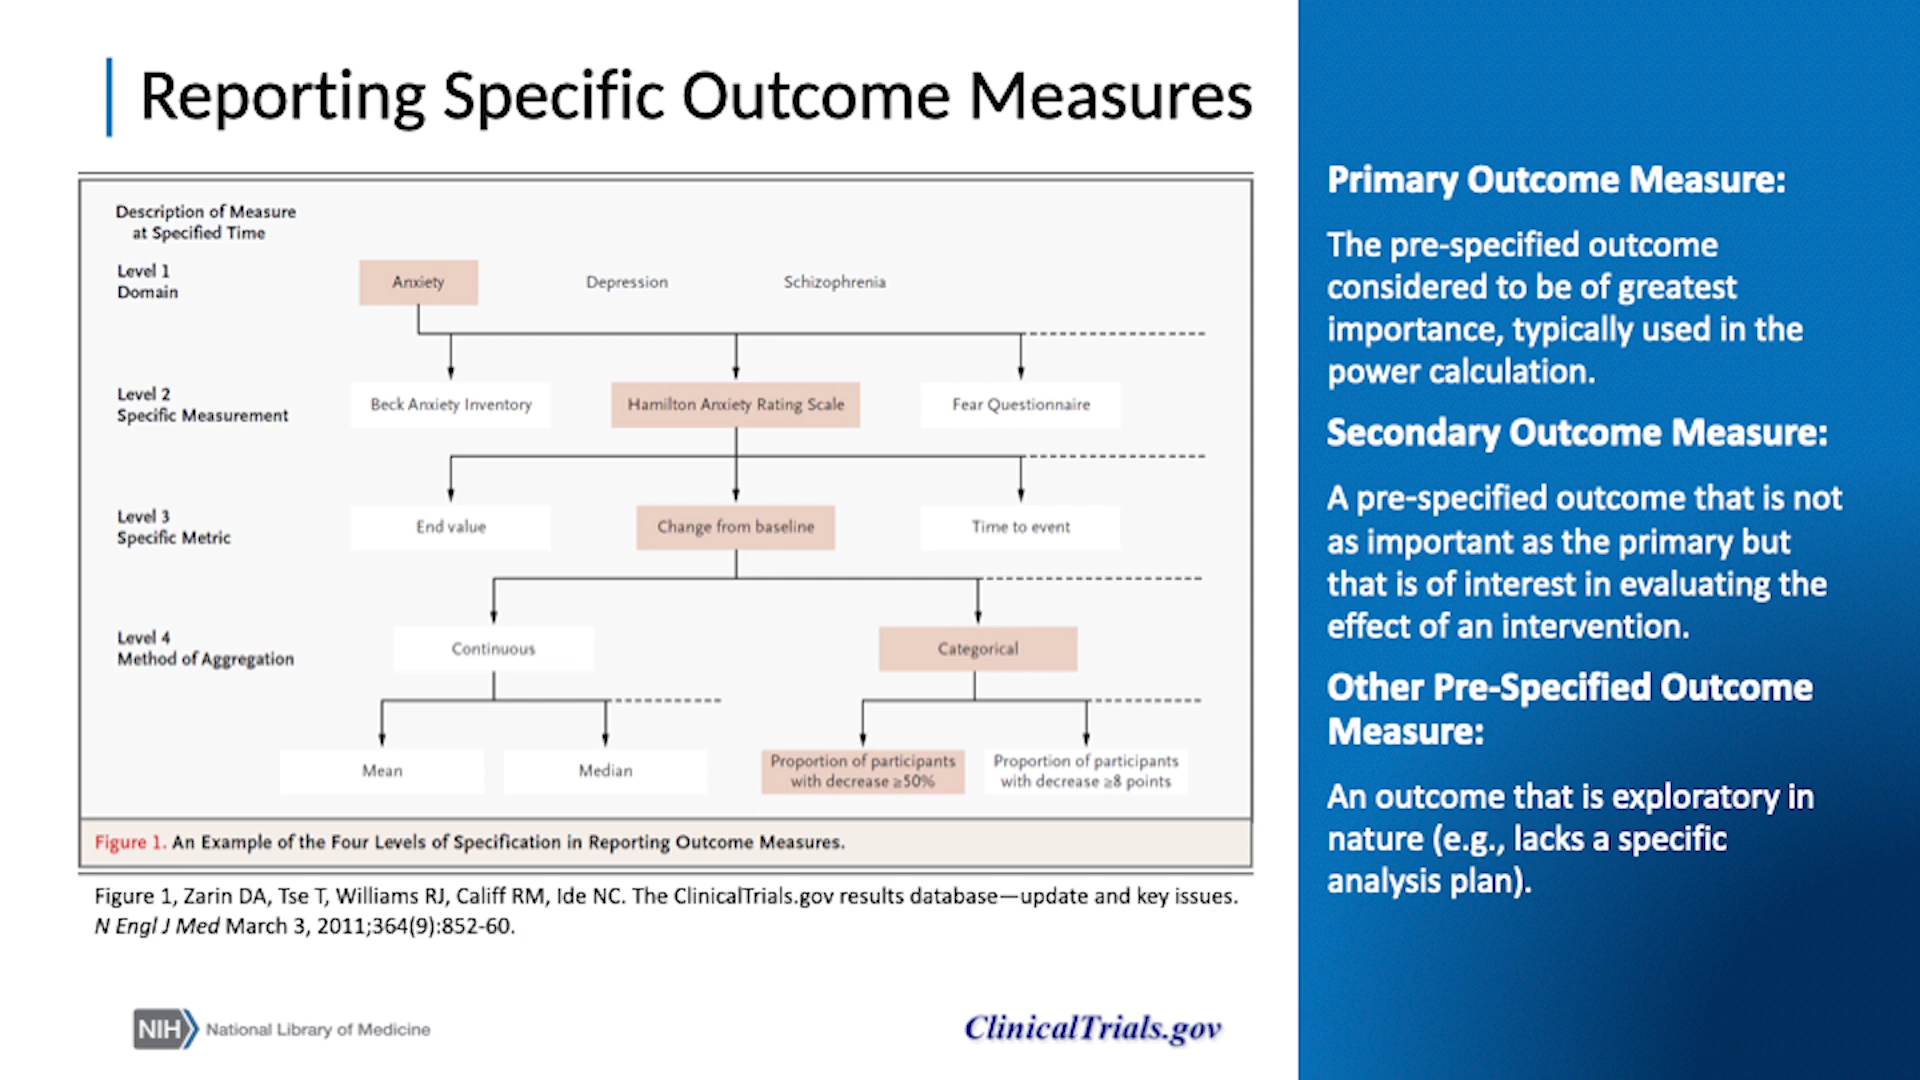 Reporting Specific Outcome Measures
Description of Measure
at Specified Time
Level 1
Domain
Anxiety
Depression
Schizophrenia
Level 2
Specific Measurement
Beck Anxiety Inventory
Hamilton Anxiety Rating Scale
Fear Questionnaire
Level 3
Specific Metric
End value
Change from baseline
Time to event
Level 4
Method of Aggregation
Continuous
Categorical
Mean
Median
Proportion of participants
with decrease ≥50%
Proportion of participants
with decrease ≥8 points
Figure 1. An Example of the Four Levels of Specification in Reporting Outcome Measures.
Figure 1, Zarin DA, Tse T, Williams RJ, Califf RM, Ide NC. The ClinicalTrials.gov results database—update and key issues.
N Engl J Med March 3, 2011;364(9):852-60.
NIH National Library of Medicine
ClinicalTrials.gov
Primary Outcome Measure:
The pre-specified outcome
considered to be of greatest
importance, typically used in the
power calculation.
Secondary Outcome Measure:
A pre-specified outcome that is not
as important as the primary but
that is of interest in evaluating the
effect of an intervention.
Other Pre-Specified Outcome
Measure:
An outcome that is exploratory in
nature (e.g., lacks a specific
analysis plan).